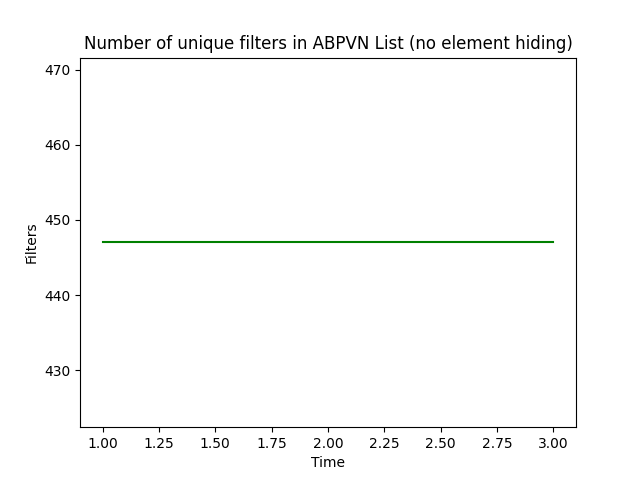 Number of unique filters in ABPVN List (no element hiding)
470
460
450
440
430
Filters
1.00 1.25 1.50 1.75 2.00 2.25 2.50 2.75 3.00
Time